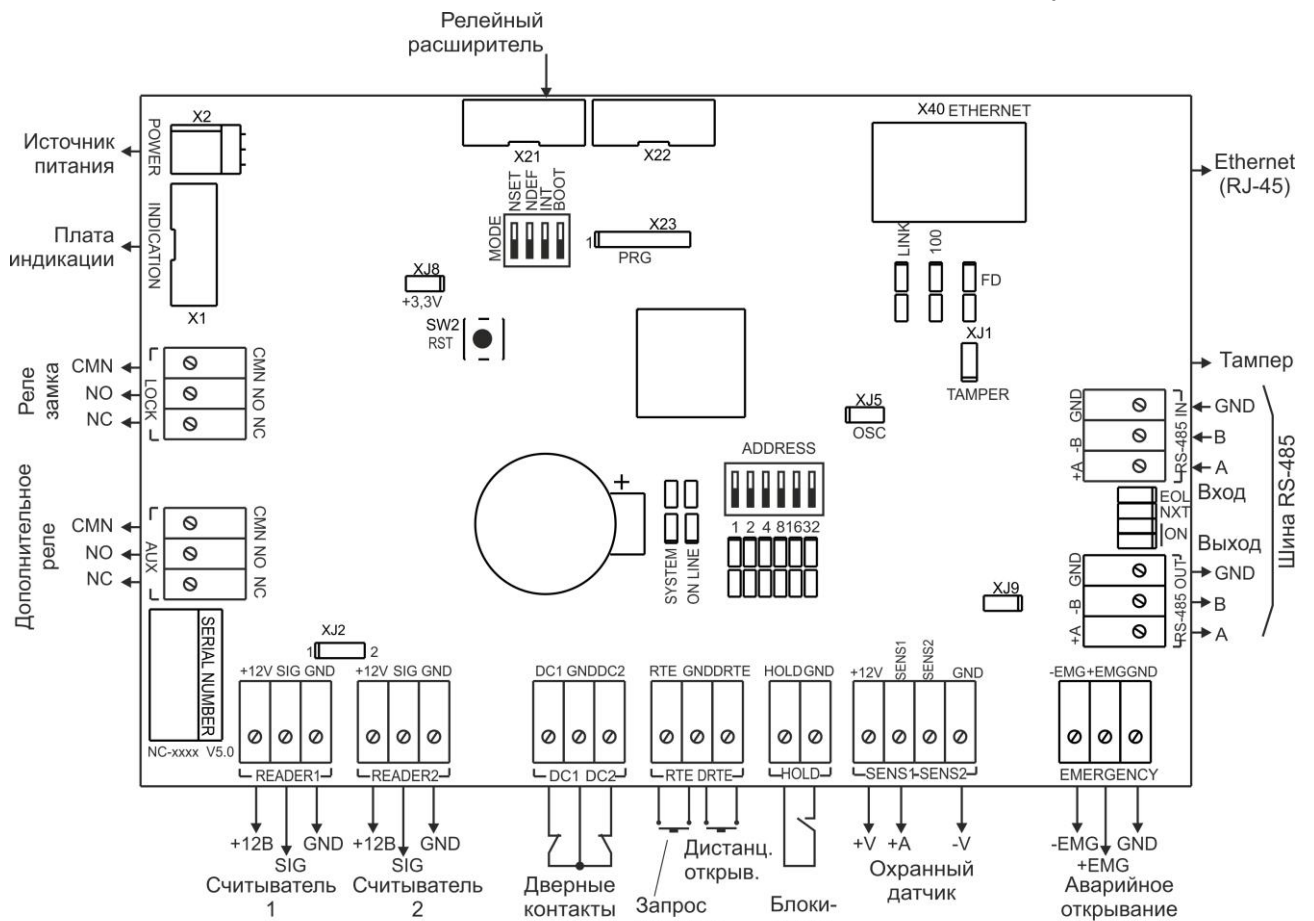 Релейный
расширитель
Источник
питания
POWER
X2
X21
X22
X40 ETHERNET
Ethernet
(RJ-45)
Плата
индикации
INDICATION
X1
MODE
NSET
NDEF
INT
BOOT
1
X23
PRG
LINK
100
FD
XJ8
+3,3V
SW2
RST
XJ1
TAMPER
Тампер
XJ5
OSC
Реле
замка
CMN
NO
NC
LOCK
CMN
NO
NC
ADDRESS
1 2 4 8 16 32
+
SYSTEM
ON LINE
GND
-B
+A
RS-485 IN
GND
B
A
Шина RS-485
EOL
NXT
ON
Вход
Выход
GND
-B
+A
RS-485 OUT
GND
B
A
Дополнительное
реле
CMN
NO
NC
AUX
CMN
NO
NC
XJ9
SERIAL NUMBER
NC-xxxx V5.0
XJ2
1 2
+12V SIG GND
READER1
+12V SIG GND
READER2
DC1 GND DC2
DC1 DC2
RTE GND DRTE
RTE DRTE
HOLD GND
HOLD
+12V SENS1 SENS2 GND
SENS1 SENS2
-EMG +EMG GND
EMERGENCY
+12В SIG GND
Считыватель
1
+12В SIG GND
Считыватель
2
Дверные
контакты
Запрос
Дистанц.
открыв.
Блоки-
+V +A -V
Охранный
датчик
-EMG +EMG GND
Аварийное
открывание